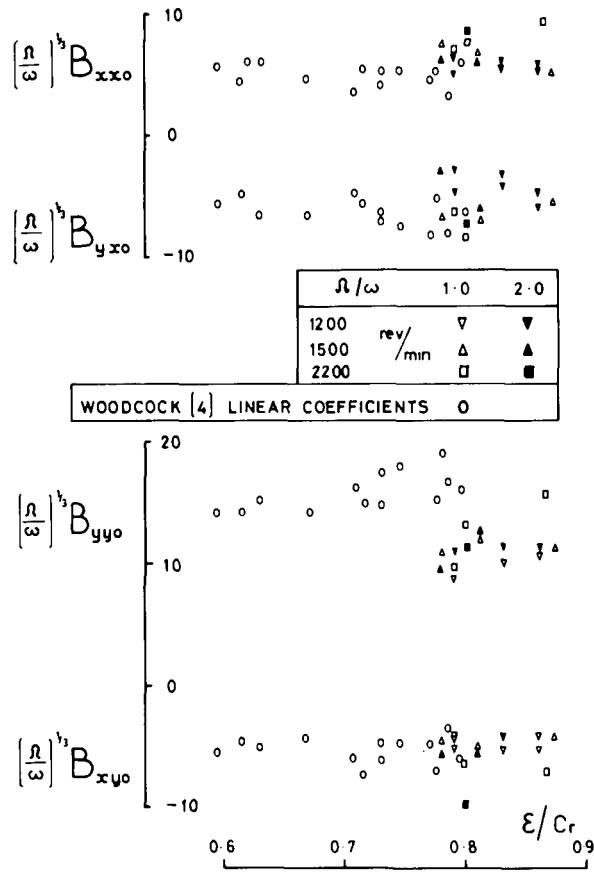 10
(Ω/ω)^⅓ B_xxo
0
(Ω/ω)^⅓ B_yxo
-10
Ω/ω 1·0 2·0
1200 rev/min ▽ ▼
1500 △ ▲
2200 □ ■
WOODCOCK [4] LINEAR COEFFICIENTS O
20
(Ω/ω)^⅓ B_yyo
10
0
(Ω/ω)^⅓ B_xyo
-10
ε/Cr
0·6 0·7 0·8 0·9